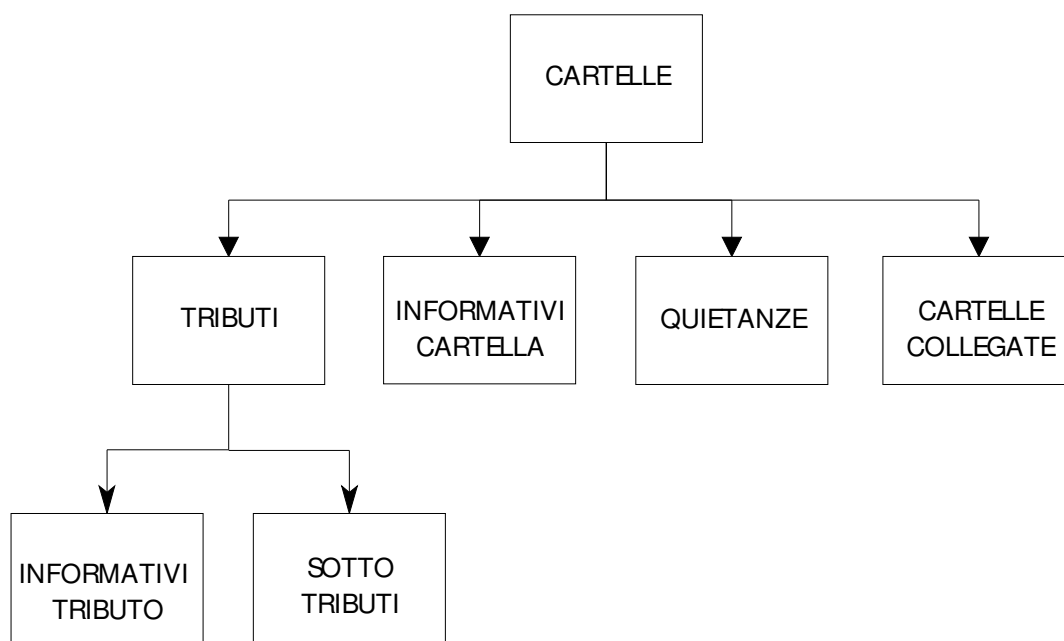 CARTELLE
TRIBUTI
INFORMATIVI
CARTELLA
QUIETANZE
CARTELLE
COLLEGATE
INFORMATIVI
TRIBUTO
SOTTO
TRIBUTI